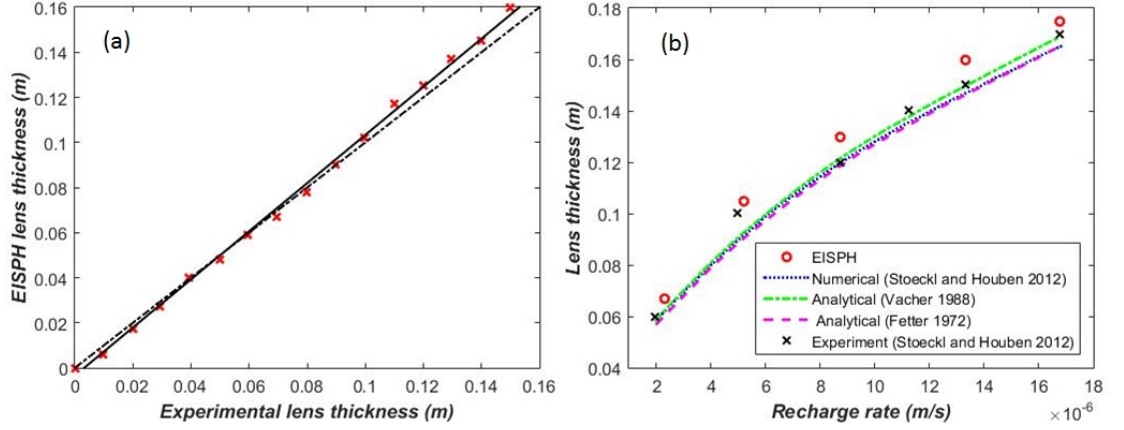 (a)
EISPH lens thickness (m)
0.16
0.14
0.12
0.1
0.08
0.06
0.04
0.02
0
0 0.02 0.04 0.06 0.08 0.1 0.12 0.14 0.16
Experimental lens thickness (m)
(b)
Lens thickness (m)
0.18
0.16
0.14
0.12
0.1
0.08
0.06
0.04
EISPH
Numerical (Stoeckl and Houben 2012)
Analytical (Vacher 1988)
Analytical (Fetter 1972)
Experiment (Stoeckl and Houben 2012)
2 4 6 8 10 12 14 16 18
Recharge rate (m/s)
×10⁻⁶